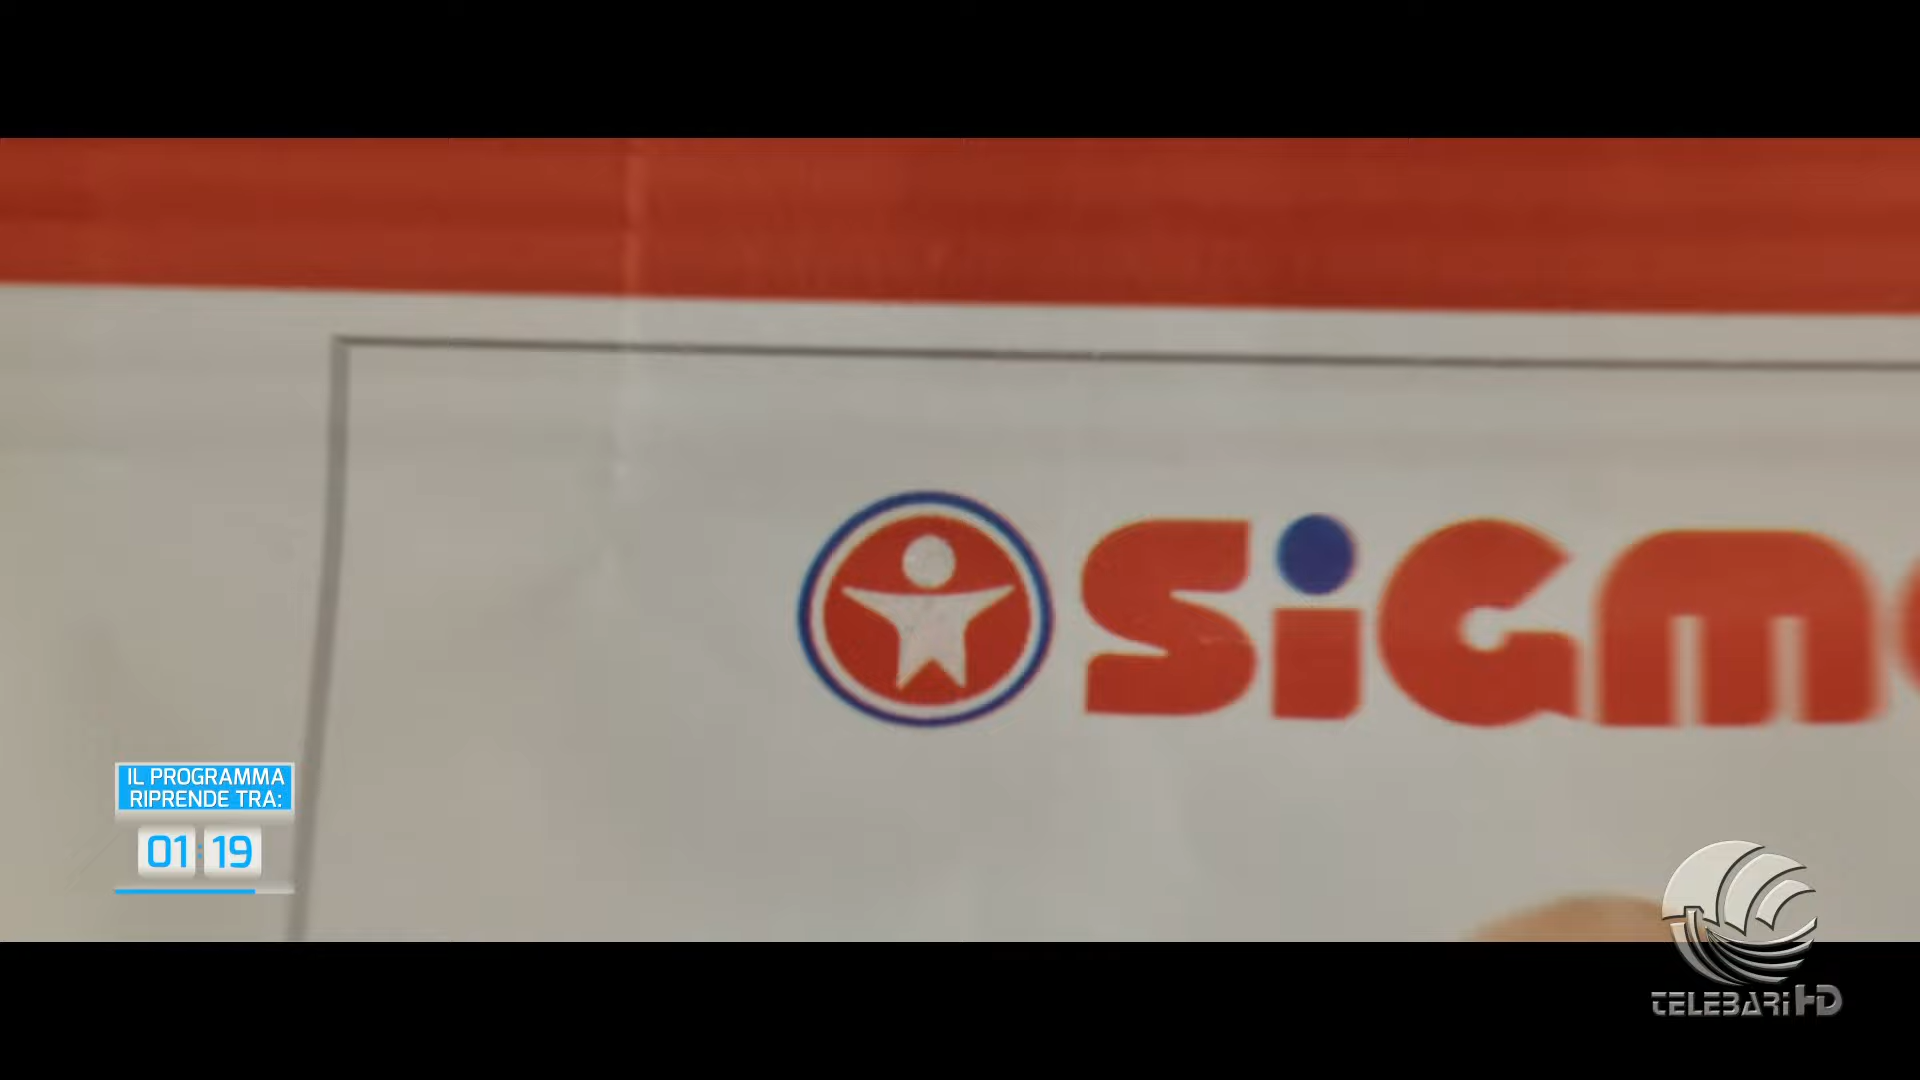 SiGM
IL PROGRAMMA
RIPRENDE TRA:
01:19
TELEBARI HD